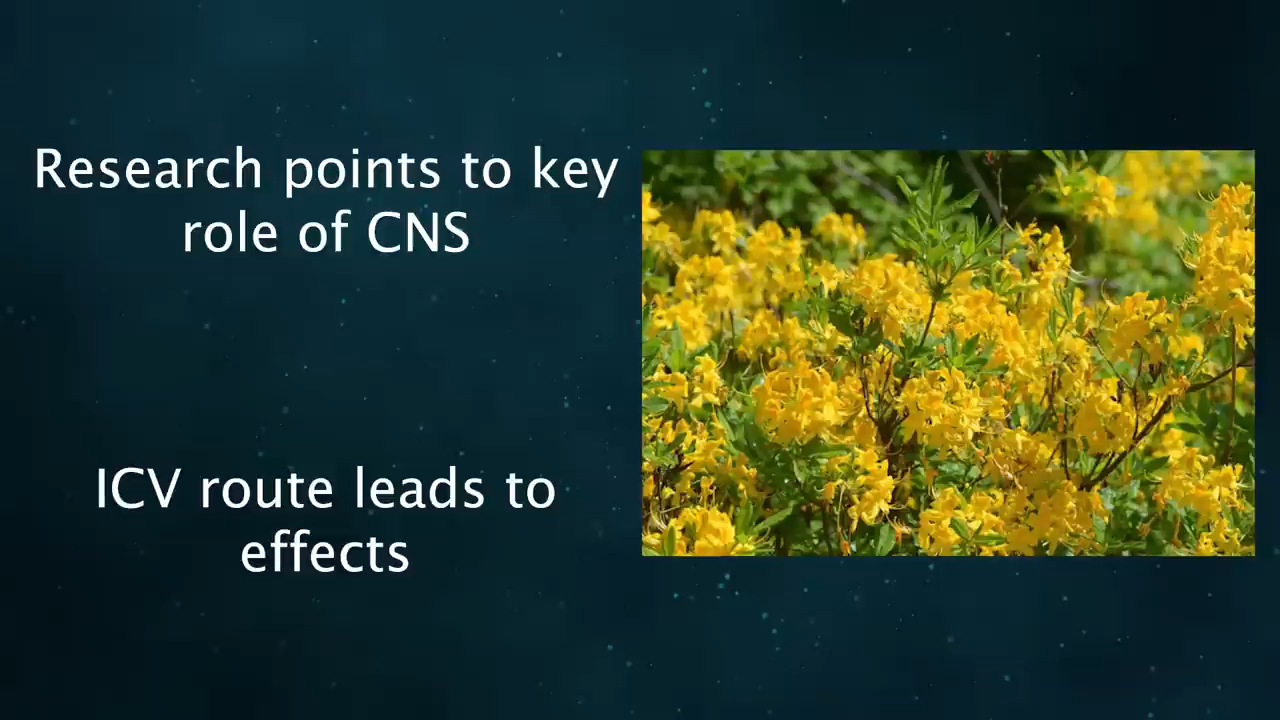 Research points to key
role of CNS
ICV route leads to
effects